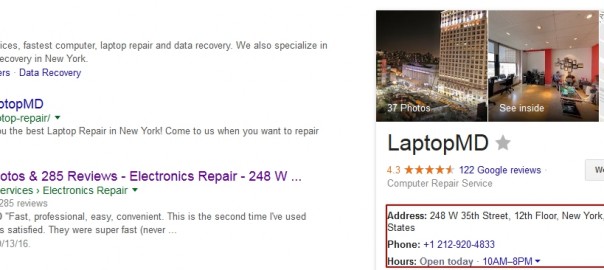 ices, fastest computer, laptop repair and data recovery. We also specialize in
ecovery in New York.
ers · Data Recovery
ptopMD
otop-repair/
ou the best Laptop Repair in New York! Come to us when you want to repair
otos & 285 Reviews - Electronics Repair - 248 W ...
ervices › Electronics Repair
285 reviews
"Fast, professional, easy, convenient. This is the second time I've used
s satisfied. They were super fast (never ...
9/13/16.
37 Photos
See inside
LaptopMD
4.3 122 Google reviews
We
Computer Repair Service
Address: 248 W 35th Street, 12th Floor, New York,
States
Phone: +1 212-920-4833
Hours: Open today · 10AM–8PM